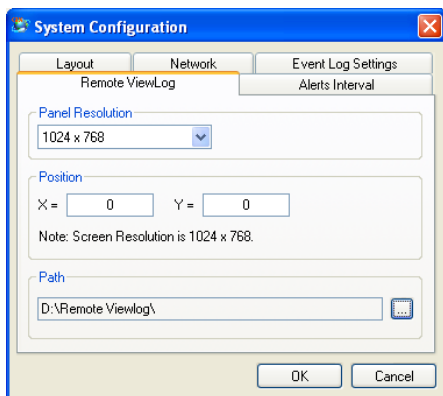 System Configuration
Layout Network Event Log Settings
Remote ViewLog Alerts Interval
Panel Resolution
1024 x 768
Position
X = 0 Y = 0
Note: Screen Resolution is 1024 x 768.
Path
D:\Remote Viewlog\ ...
OK Cancel